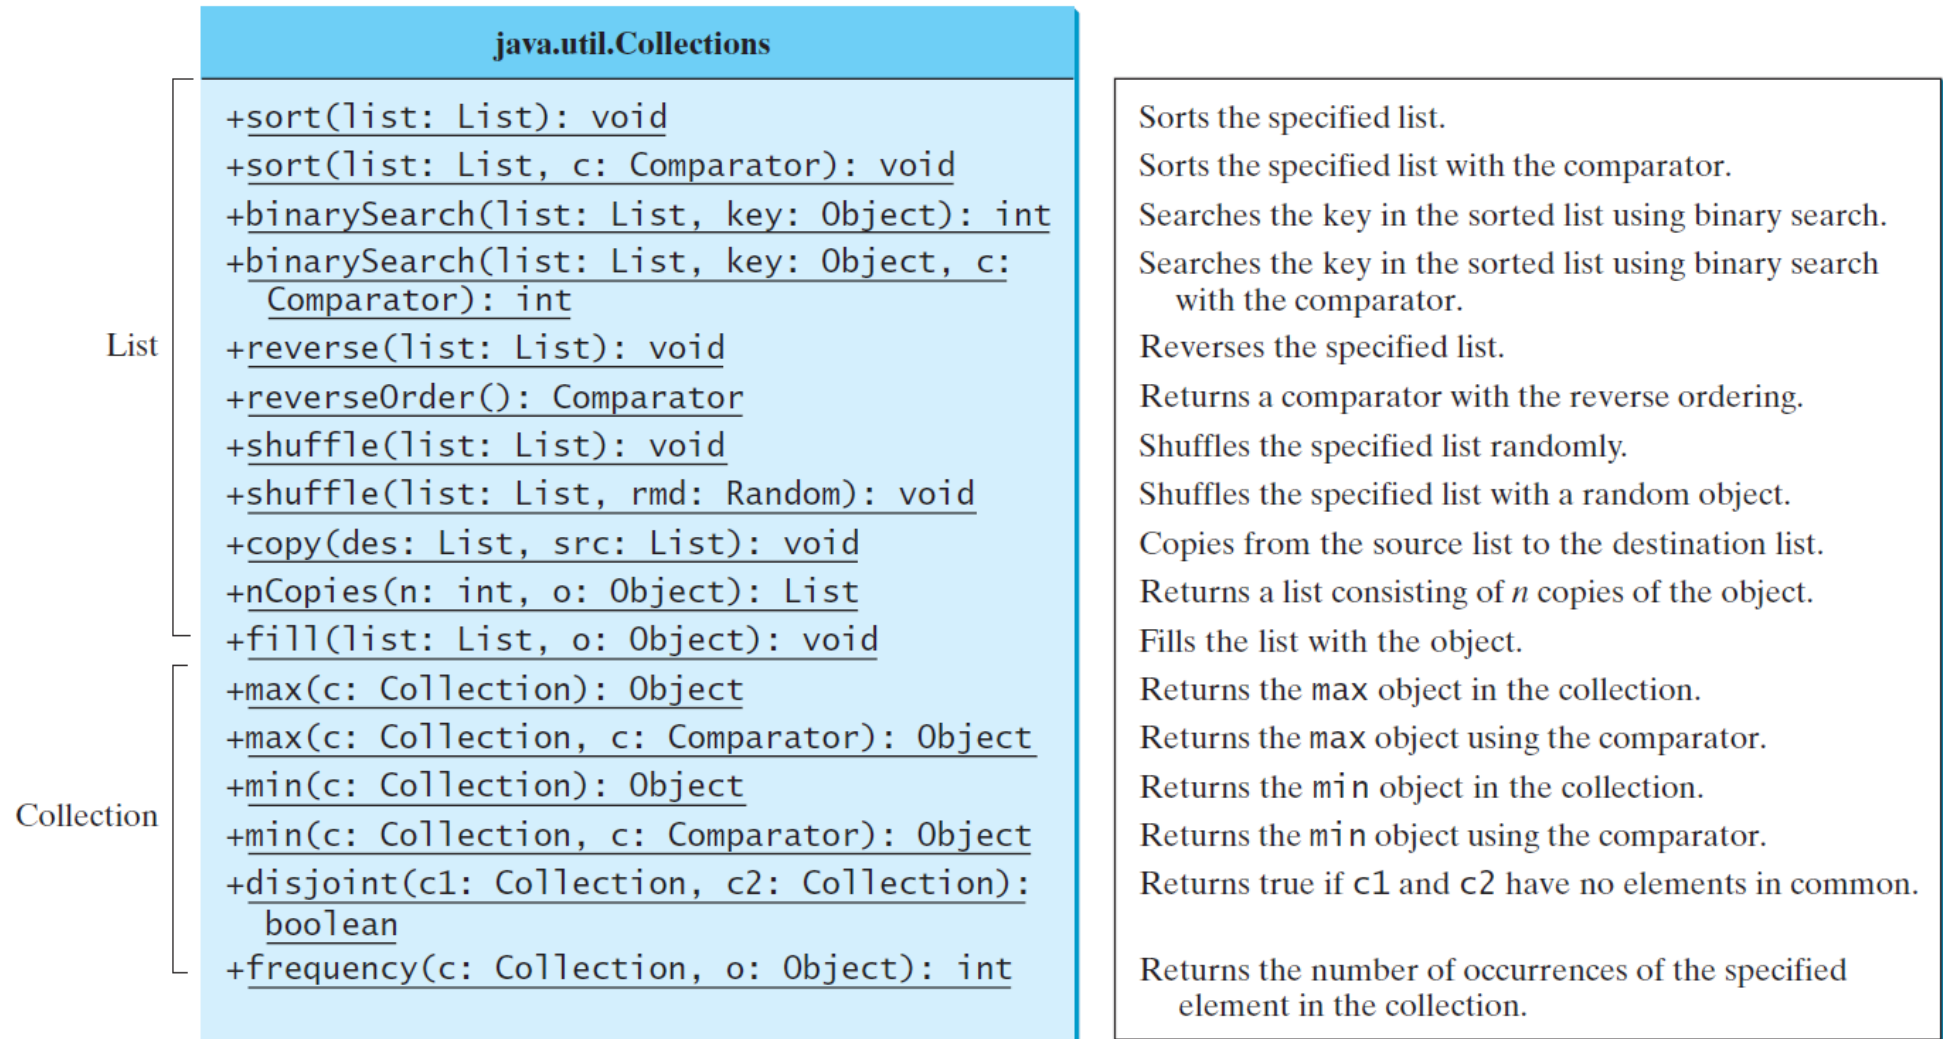 java.util.Collections
List
+sort(list: List): void
+sort(list: List, c: Comparator): void
+binarySearch(list: List, key: Object): int
+binarySearch(list: List, key: Object, c:
Comparator): int
+reverse(list: List): void
+reverseOrder(): Comparator
+shuffle(list: List): void
+shuffle(list: List, rmd: Random): void
+copy(des: List, src: List): void
+nCopies(n: int, o: Object): List
+fill(list: List, o: Object): void
Collection
+max(c: Collection): Object
+max(c: Collection, c: Comparator): Object
+min(c: Collection): Object
+min(c: Collection, c: Comparator): Object
+disjoint(c1: Collection, c2: Collection):
boolean
+frequency(c: Collection, o: Object): int
Sorts the specified list.
Sorts the specified list with the comparator.
Searches the key in the sorted list using binary search.
Searches the key in the sorted list using binary search
with the comparator.
Reverses the specified list.
Returns a comparator with the reverse ordering.
Shuffles the specified list randomly.
Shuffles the specified list with a random object.
Copies from the source list to the destination list.
Returns a list consisting of n copies of the object.
Fills the list with the object.
Returns the max object in the collection.
Returns the max object using the comparator.
Returns the min object in the collection.
Returns the min object using the comparator.
Returns true if c1 and c2 have no elements in common.
Returns the number of occurrences of the specified
element in the collection.